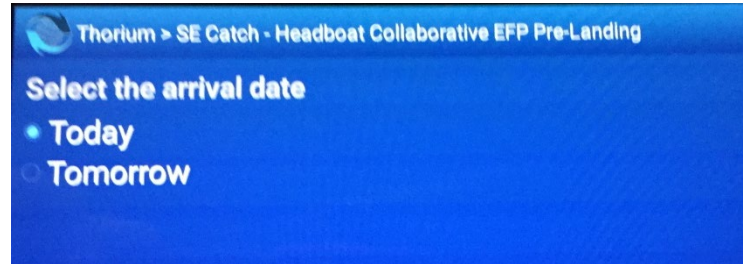 Thorium > SE Catch - Headboat Collaborative EFP Pre-Landing
Select the arrival date
Today
Tomorrow